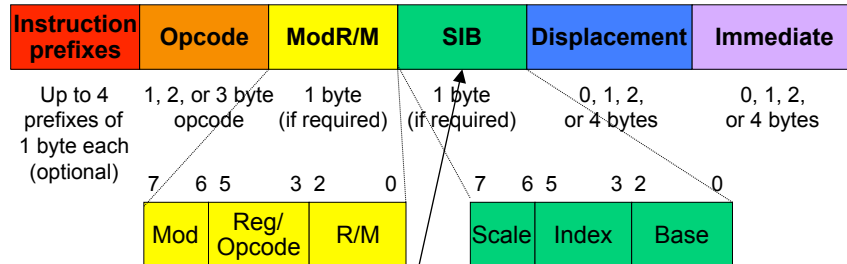 Instruction prefixes Opcode ModR/M SIB Displacement Immediate
Up to 4 prefixes of 1 byte each (optional)
1, 2, or 3 byte opcode
1 byte (if required)
1 byte (if required)
0, 1, 2, or 4 bytes
0, 1, 2, or 4 bytes
7 6 5 3 2 0
7 6 5 3 2 0
Mod Reg/Opcode R/M
Scale Index Base